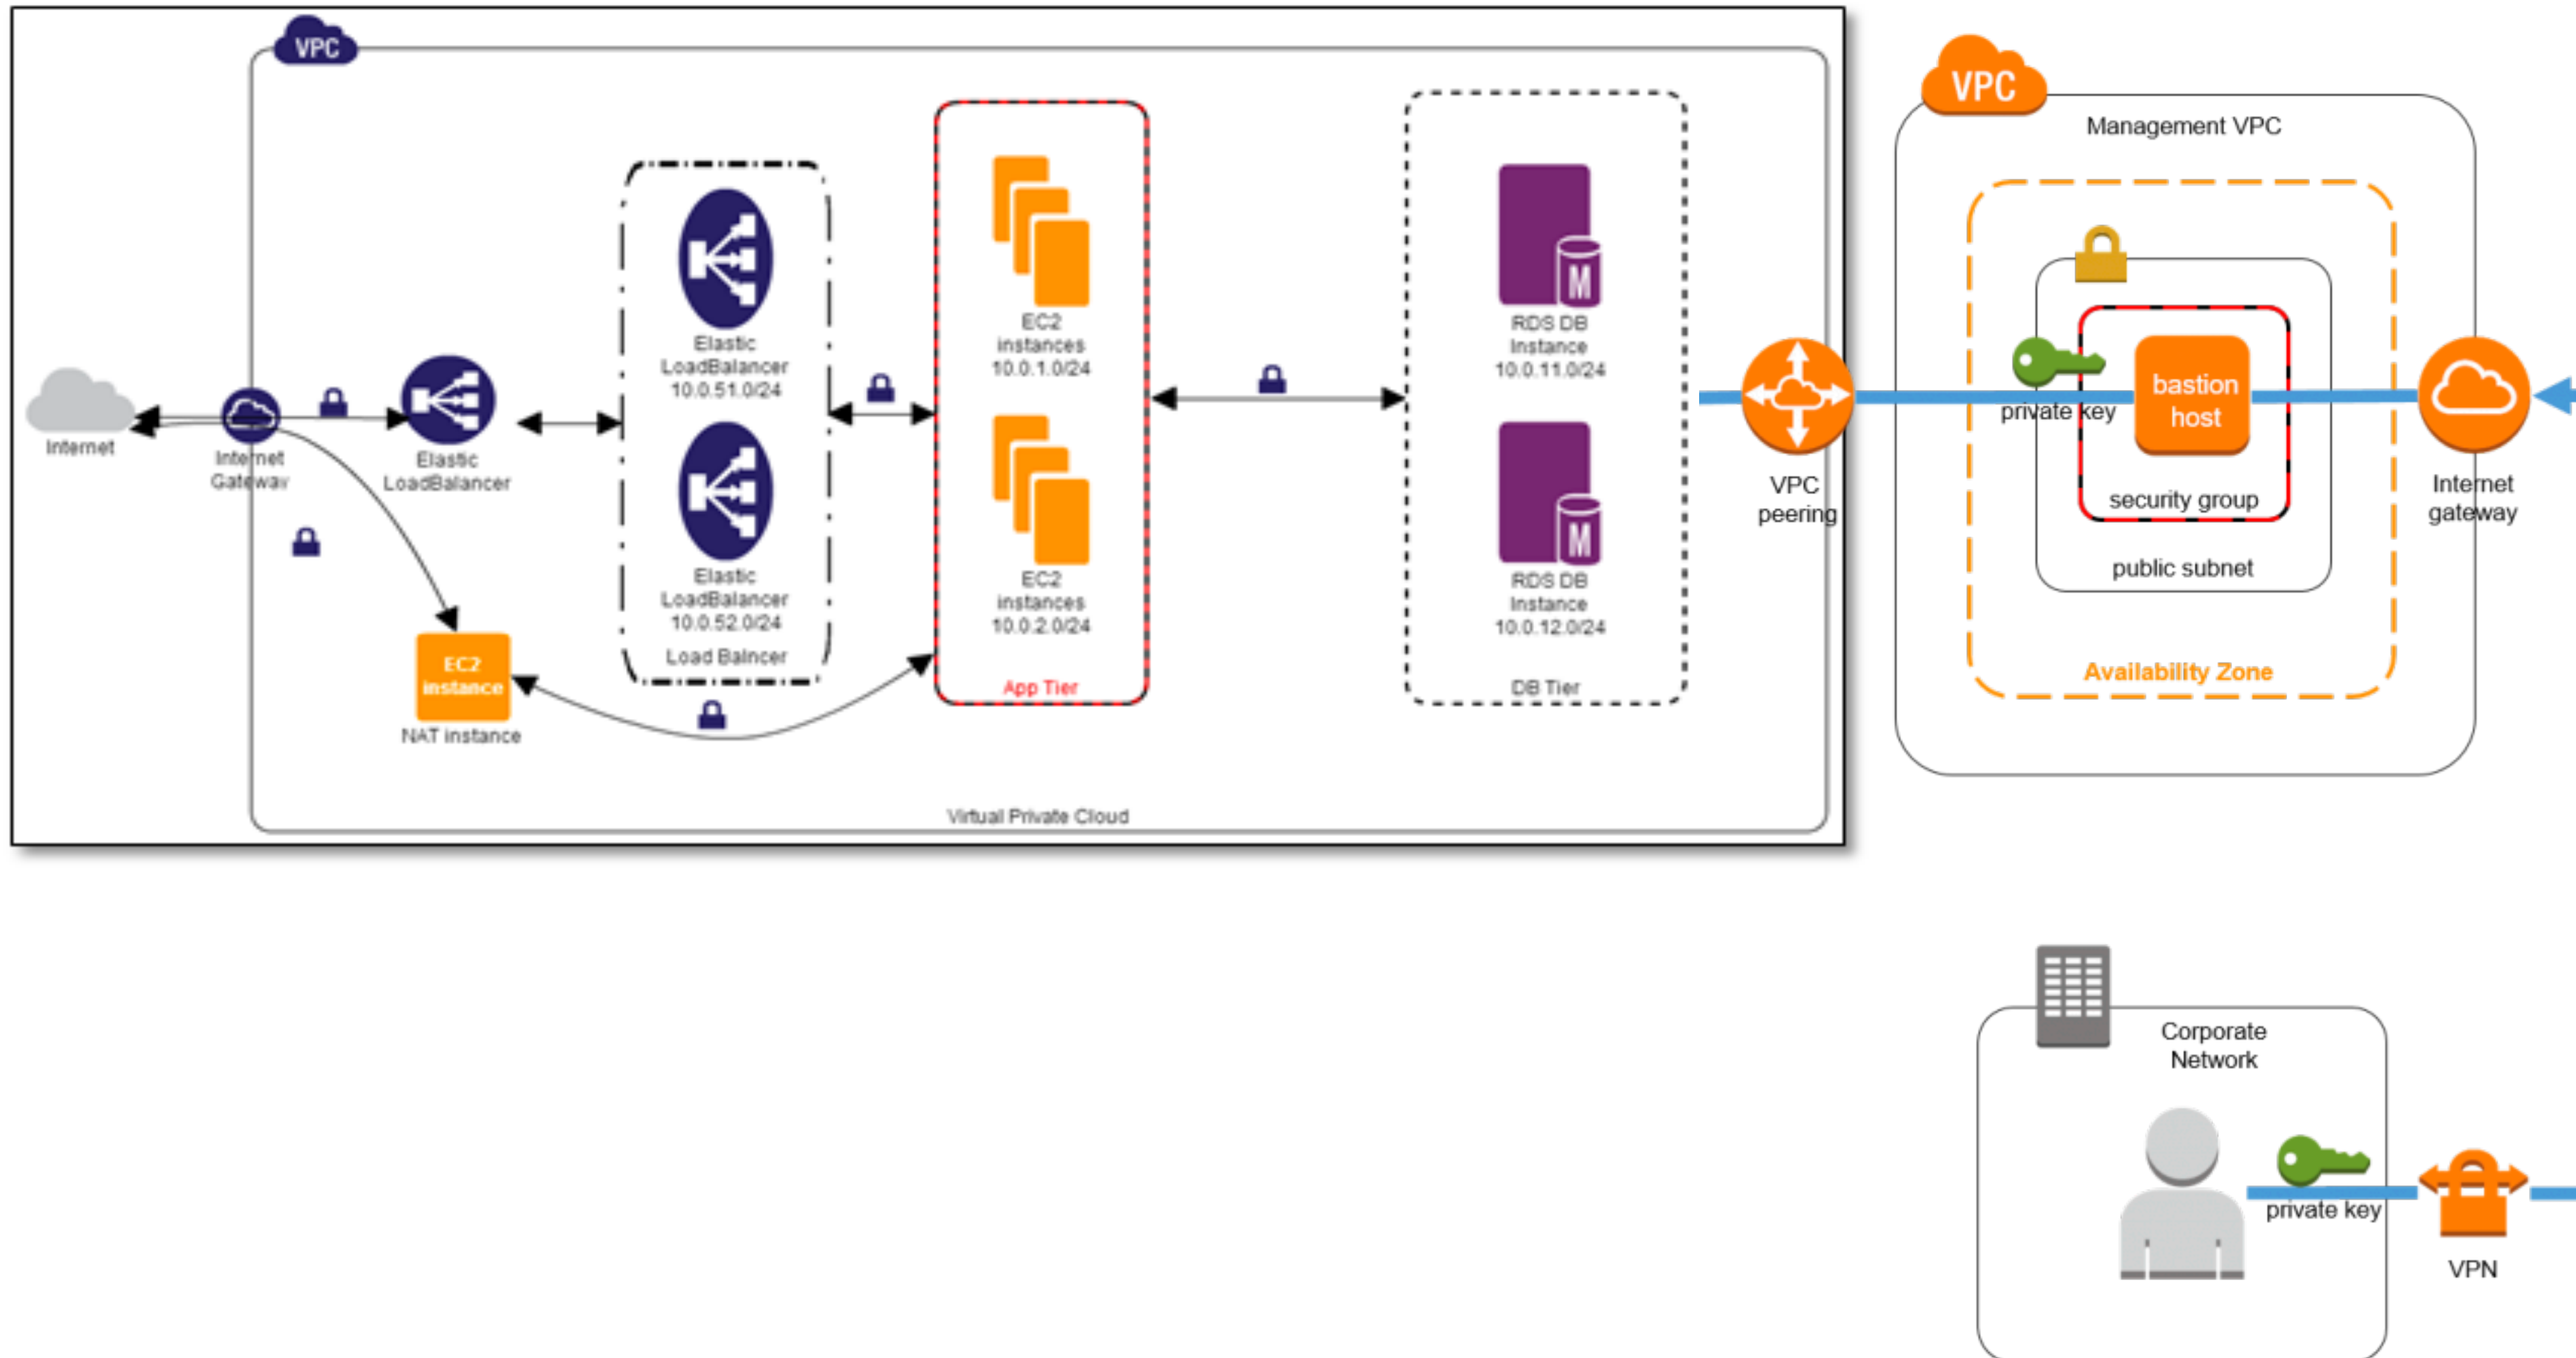 VPC
Internet
Internet
Gateway
Elastic
LoadBalancer
EC2
instance
NAT instance
Elastic
LoadBalancer
10.0.51.0/24
Elastic
LoadBalancer
10.0.52.0/24
Load Balncer
EC2
instances
10.0.1.0/24
EC2
instances
10.0.2.0/24
App Tier
RDS DB
Instance
10.0.11.0/24
M
RDS DB
Instance
10.0.12.0/24
M
DB Tier
Virtual Private Cloud
VPC
peering
VPC
Management VPC
private key
bastion
host
security group
public subnet
Availability Zone
Internet
gateway
Corporate
Network
private key
VPN